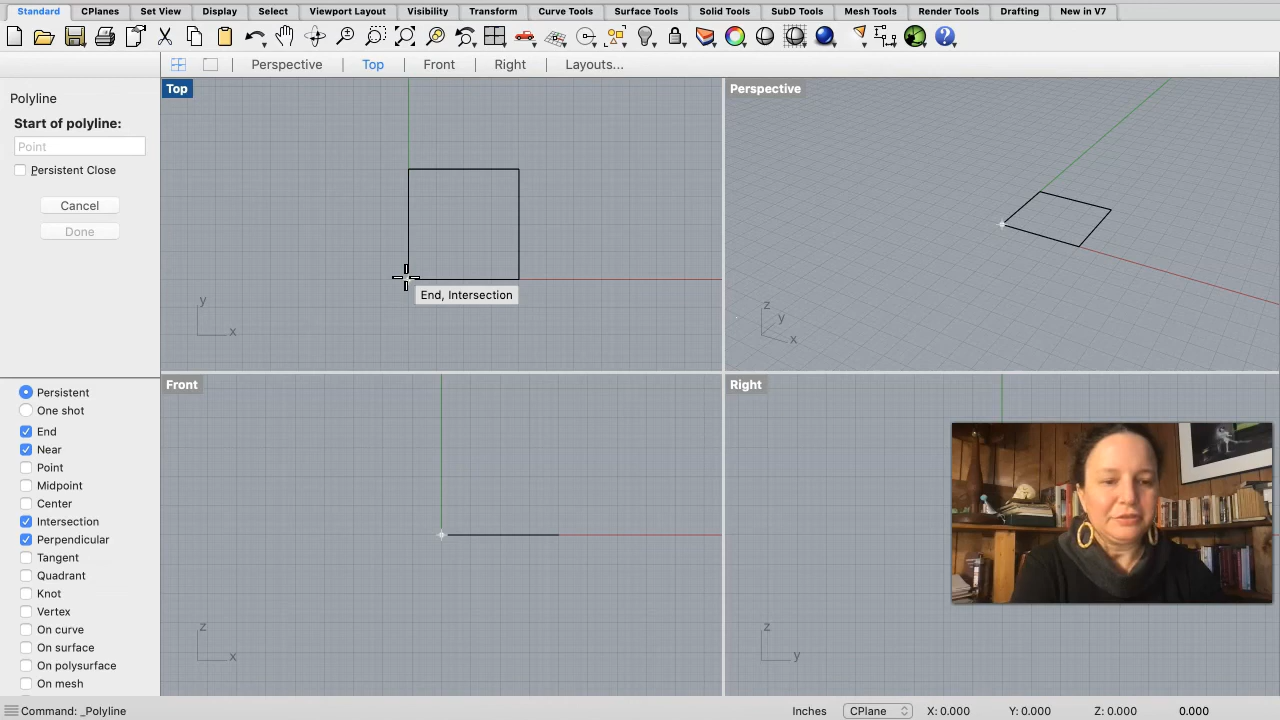 Standard CPlanes Set View Display Select Viewport Layout Visibility Transform Curve Tools Surface Tools Solid Tools SubD Tools Mesh Tools Render Tools Drafting New in V7
Perspective Top Front Right Layouts...
Polyline
Start of polyline:
Point
Persistent Close
Cancel
Done
Persistent
One shot
End
Near
Point
Midpoint
Center
Intersection
Perpendicular
Tangent
Quadrant
Knot
Vertex
On curve
On surface
On polysurface
On mesh
Top
End, Intersection
y
x
Perspective
z
y
x
Front
z
x
Right
z
y
Command: _Polyline
Inches CPlane X: 0.000 Y: 0.000 Z: 0.000 0.000